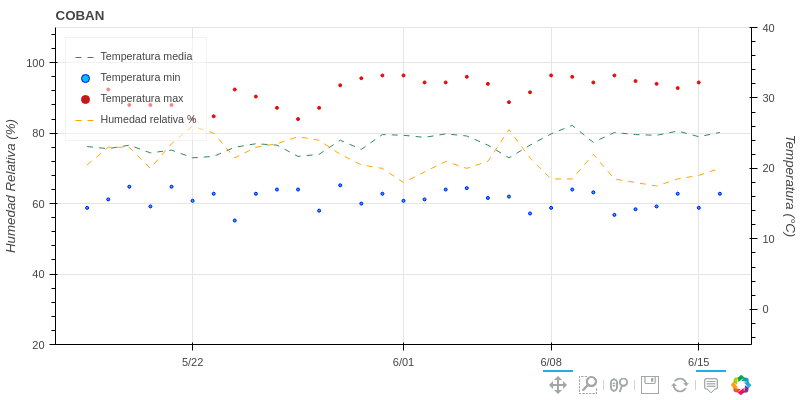 COBAN
Temperatura media
Temperatura min
Temperatura max
Humedad relativa %
100
80
60
40
20
Humedad Relativa (%)
40
30
20
10
0
Temperatura (°C)
5/22
6/01
6/08
6/15